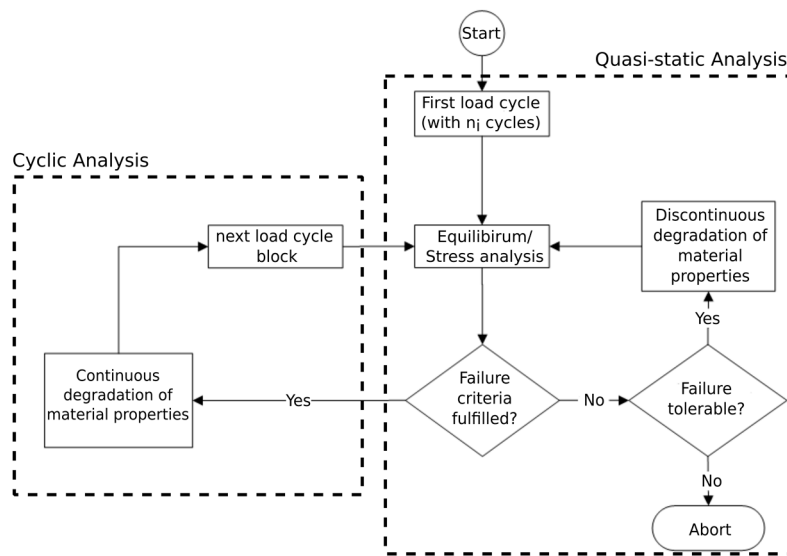 Start
Quasi-static Analysis
First load cycle
(with ni cycles)
Cyclic Analysis
next load cycle
block
Equilibirum/
Stress analysis
Discontinuous
degradation of
material
properties
Yes
Continuous
degradation of
material properties
Yes
Failure
criteria
fulfilled?
No
Failure
tolerable?
No
Abort